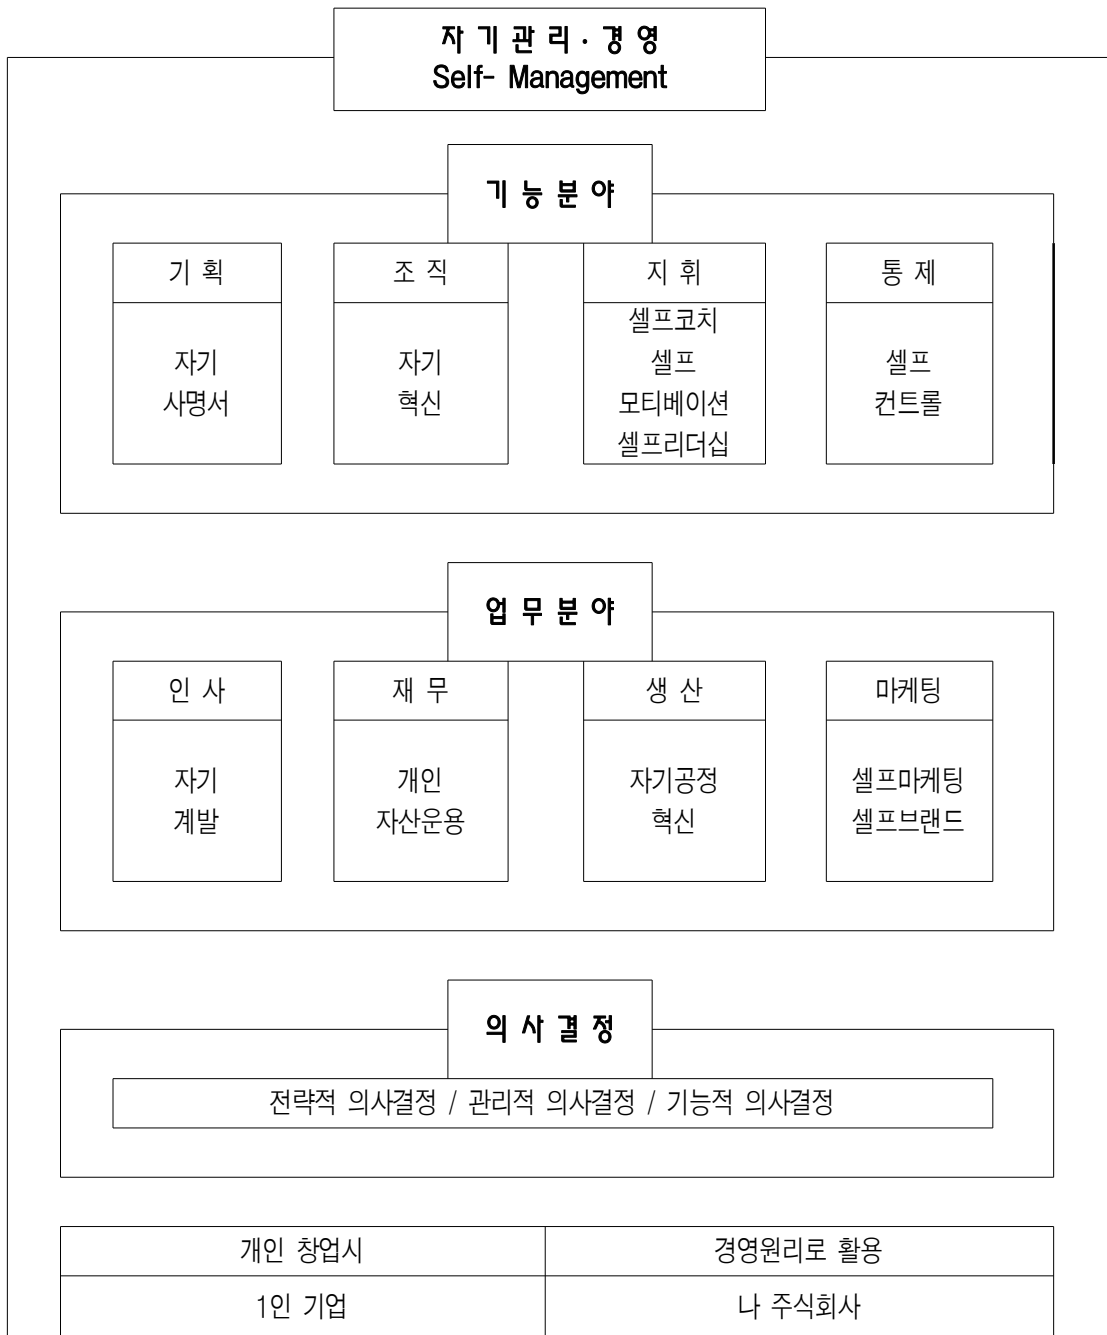 자기관리·경영
Self- Management
기능분야
기 획
조 직
지 휘
통 제
자기
사명서
자기
혁신
셀프코치
셀프
모티베이션
셀프리더십
셀프
컨트롤
업무분야
인 사
재 무
생 산
마케팅
자기
계발
개인
자산운용
자기공정
혁신
셀프마케팅
셀프브랜드
의사결정
전략적 의사결정 / 관리적 의사결정 / 기능적 의사결정
개인 창업시
경영원리로 활용
1인 기업
나 주식회사